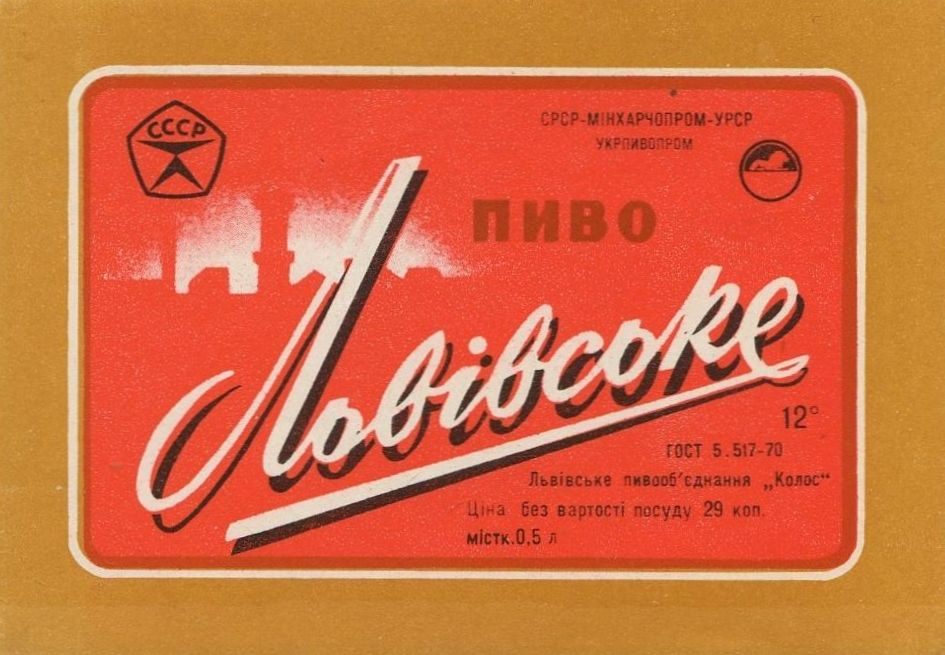 СССР
СРСР-МІНХАРЧОПРОМ-УРСР
УКРПИВОПРОМ
ПИВО
Львівське
12°
ГОСТ 5.517-70
Львівське пивооб'єднання „Колос“
Ціна без вартості посуду 29 коп.
містк.0,5 л